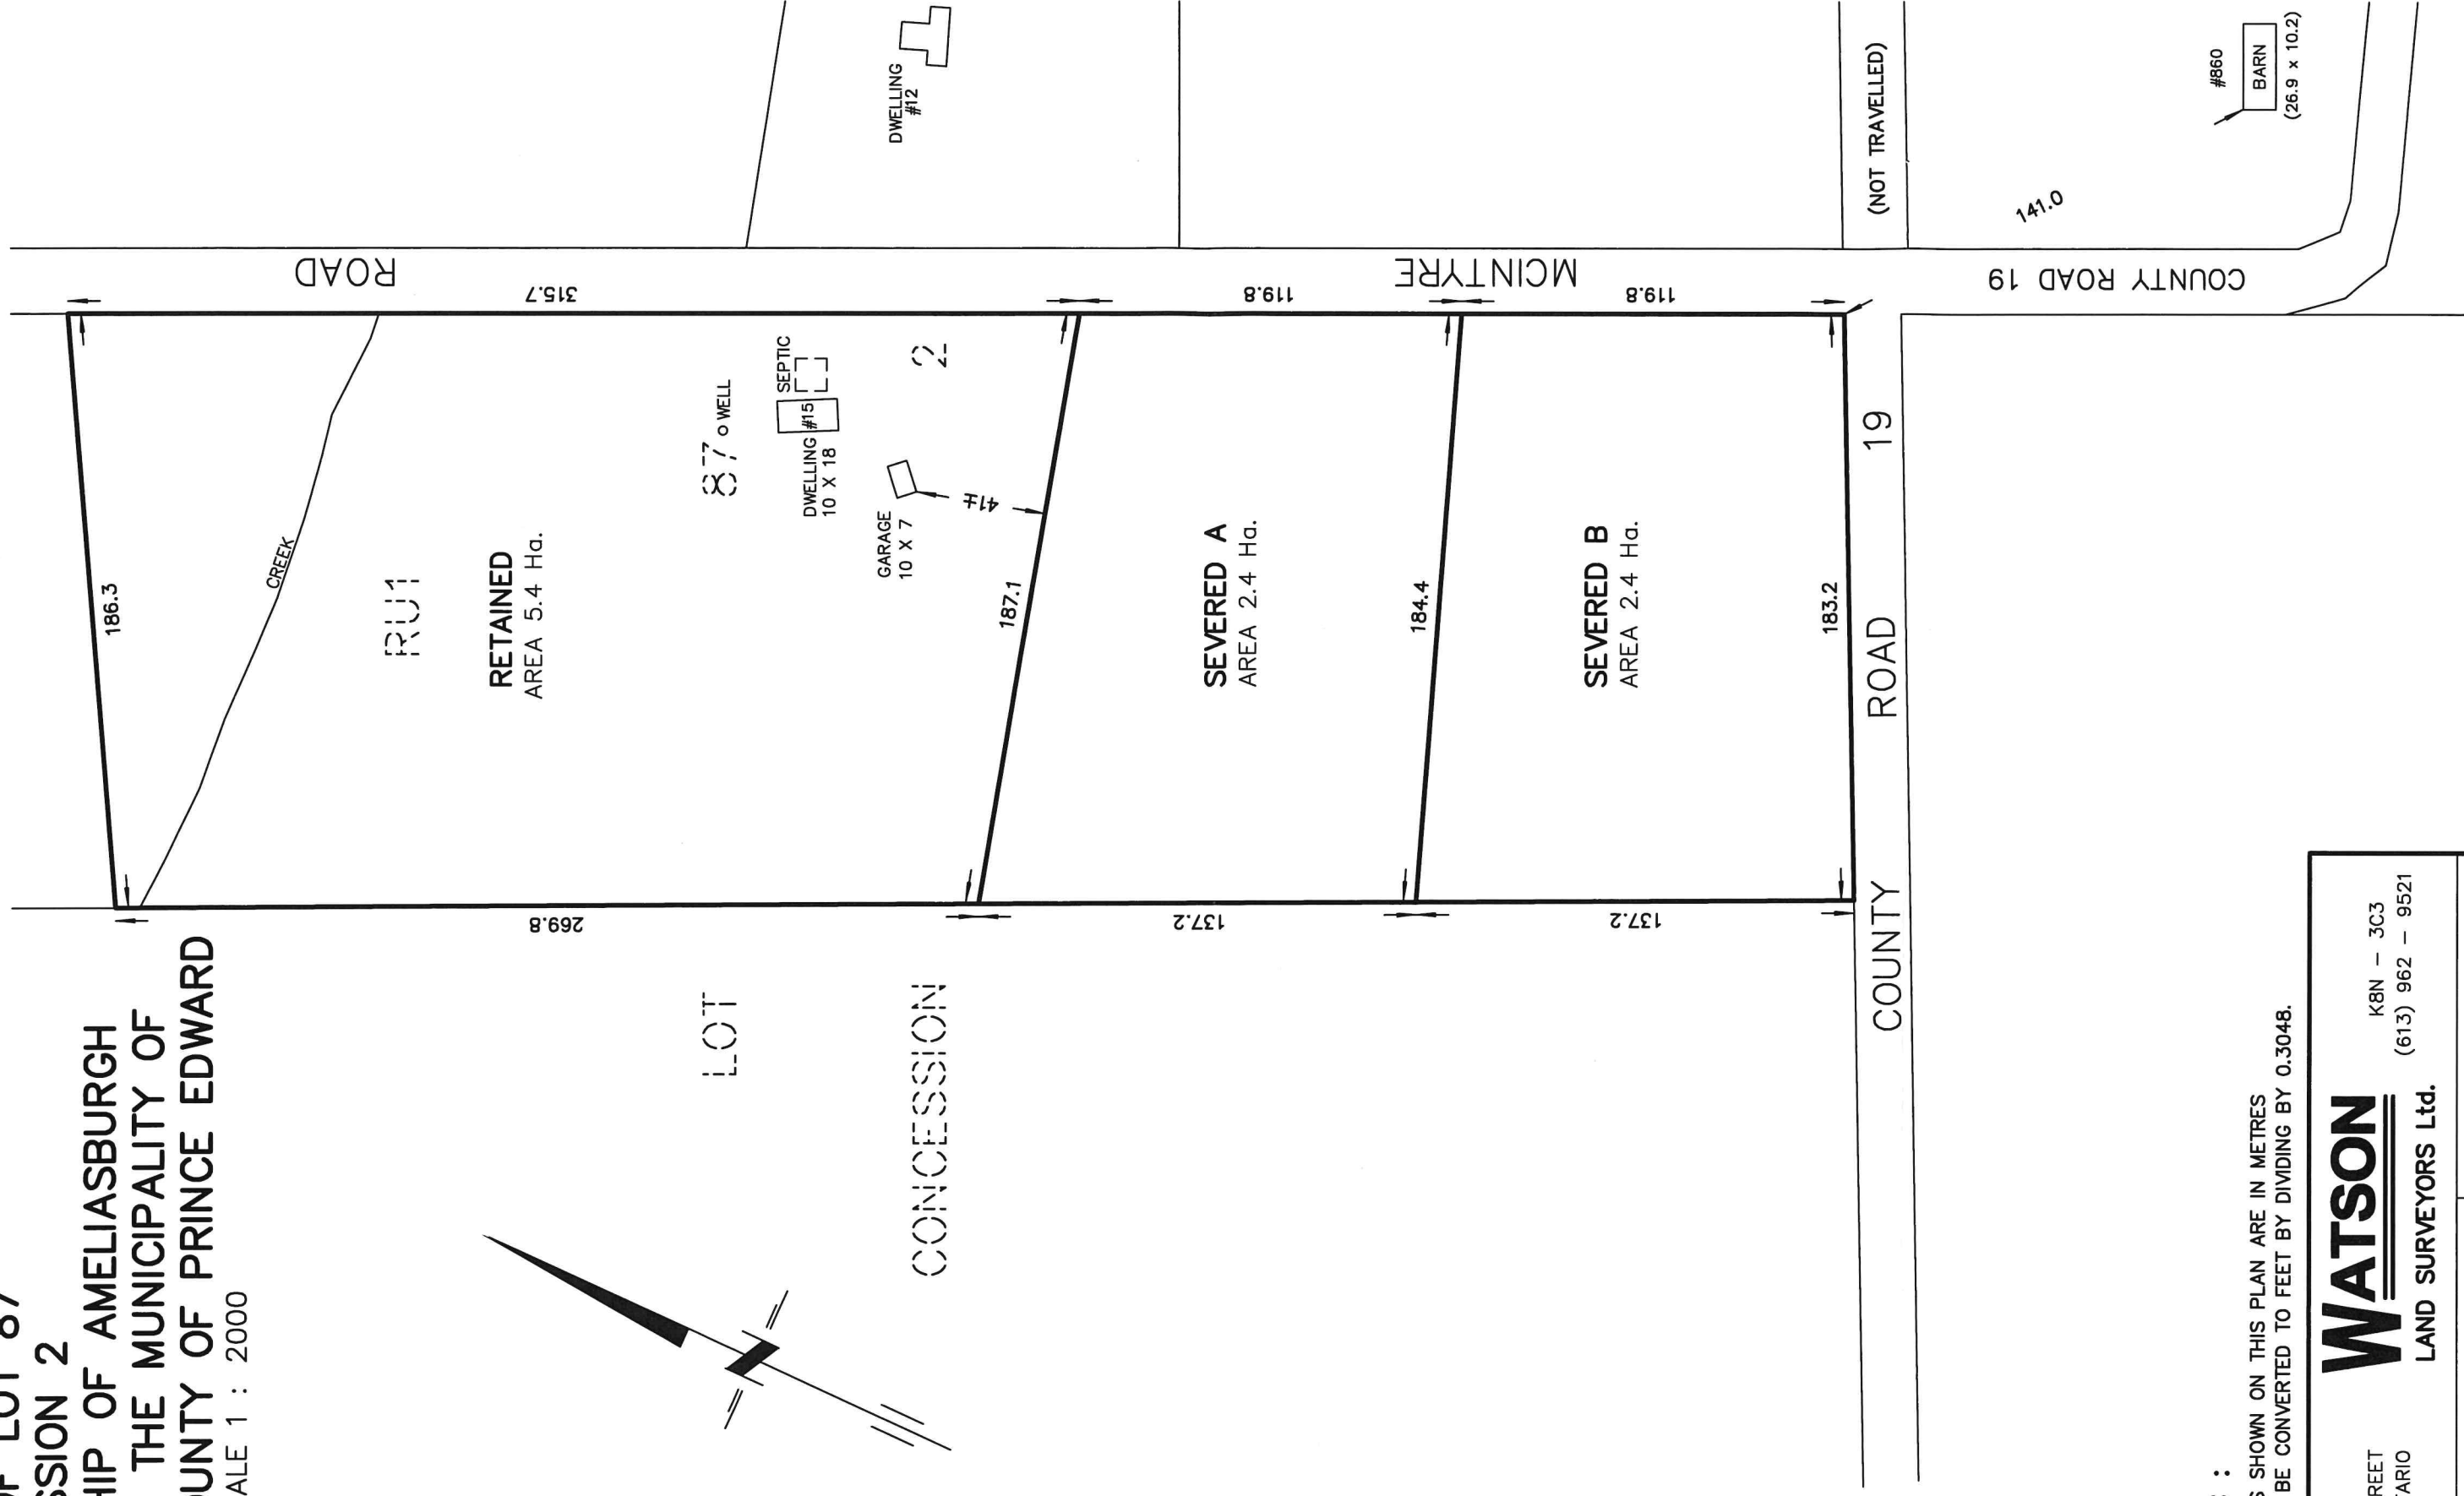 LOT 87
SSION 2
HIP OF AMELIASBURGH
THE MUNICIPALITY OF
OUNTY OF PRINCE EDWARD
ALE 1 : 2000
ROAD
MCINTYRE
COUNTY ROAD 19
315.7
119.8
119.8
186.3
CREEK
RU1
RETAINED
AREA 5.4 Ha.
LOT
87
WELL
SEPTIC
DWELLING #15
10 X 18
GARAGE
10 X 7
41±
CONCESSION
2
187.1
SEVERED A
AREA 2.4 Ha.
184.4
SEVERED B
AREA 2.4 Ha.
183.2
269.8
137.2
137.2
COUNTY ROAD 19
DWELLING
#12
(NOT TRAVELLED)
141.0
#860
BARN
(26.9 x 10.2)
:
SHOWN ON THIS PLAN ARE IN METRES
BE CONVERTED TO FEET BY DIVIDING BY 0.3048.
WATSON
LAND SURVEYORS Ltd.
K8N - 3C3
(613) 962 - 9521
REET
ARIO